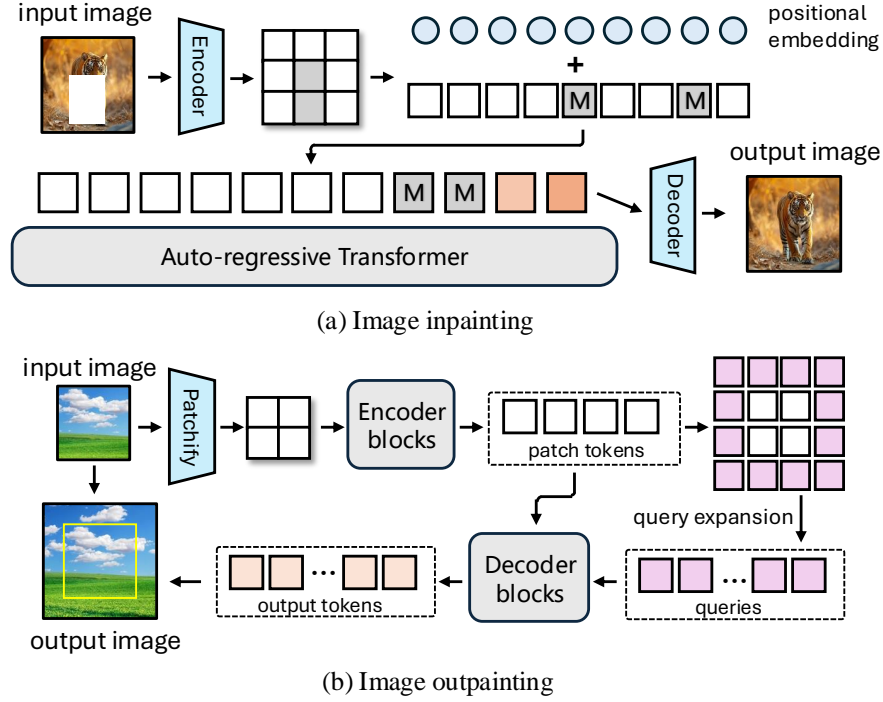 input image
Encoder
positional
embedding
+
M
M
output image
M
M
Decoder
Auto-regressive Transformer
(a) Image inpainting
input image
Patchify
Encoder
blocks
patch tokens
query expansion
Decoder
blocks
...
output tokens
...
queries
output image
(b) Image outpainting